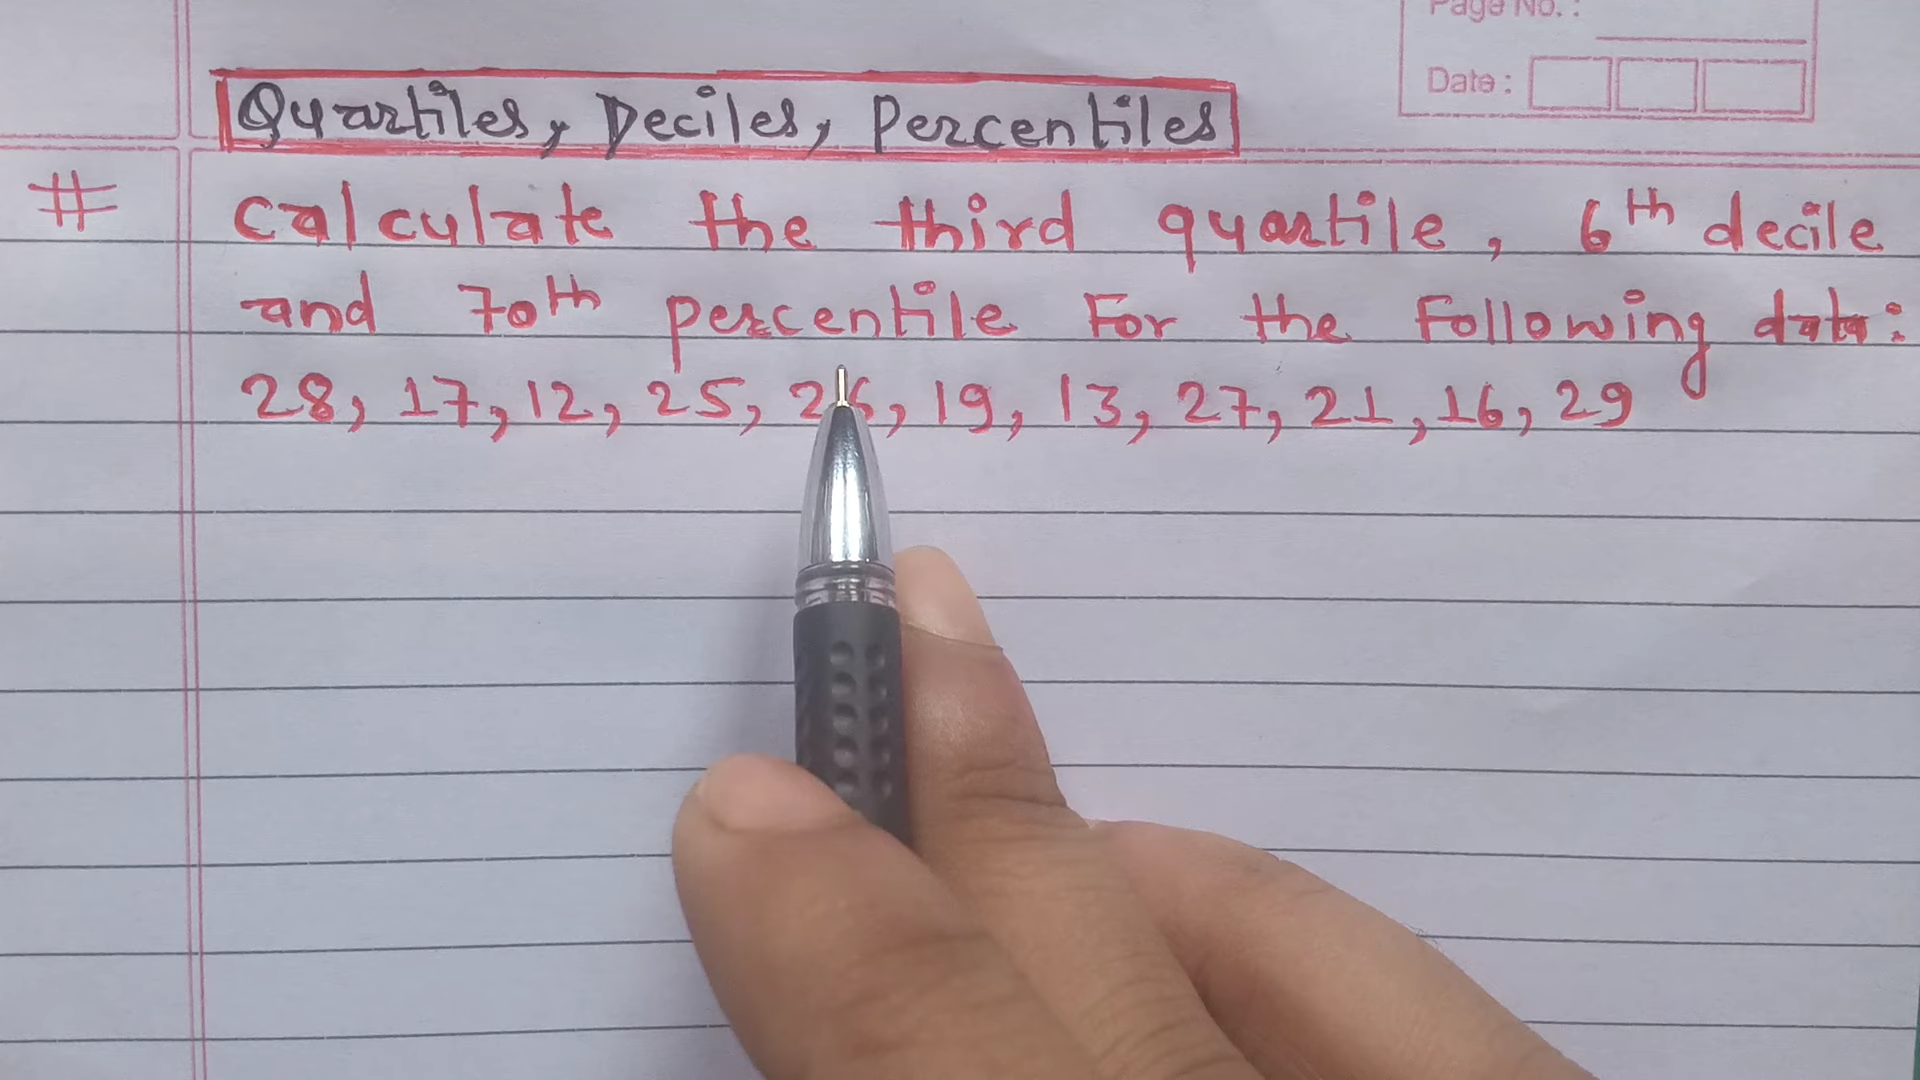 Page No. :
Date :
Quartiles, Deciles, Percentiles
# Calculate the third quartile, 6th decile
and 70th percentile For the Following data:
28, 17, 12, 25, 26, 19, 13, 27, 21, 16, 29